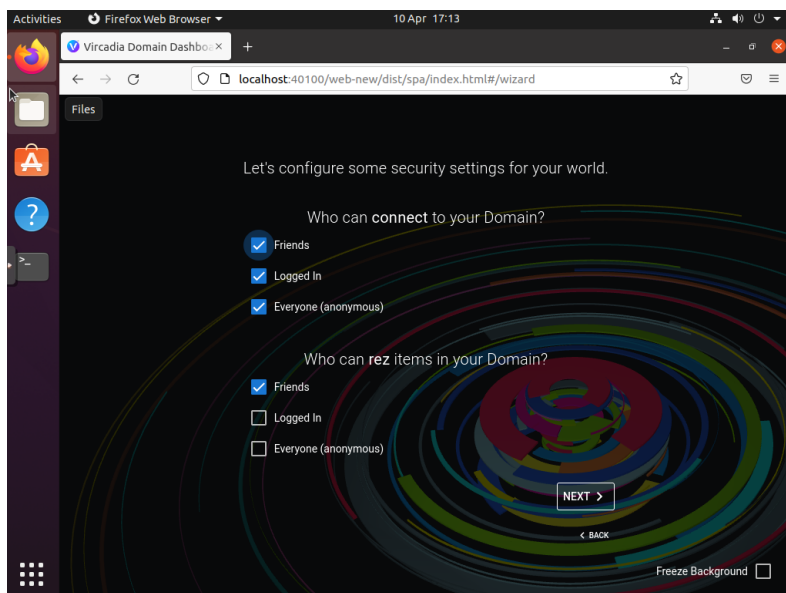 Activities Firefox Web Browser 10 Apr 17:13
Vircadia Domain Dashboa
localhost:40100/web-new/dist/spa/index.html#/wizard
Files
Let's configure some security settings for your world.
Who can connect to your Domain?
Friends
Logged In
Everyone (anonymous)
Who can rez items in your Domain?
Friends
Logged In
Everyone (anonymous)
NEXT >
< BACK
Freeze Background